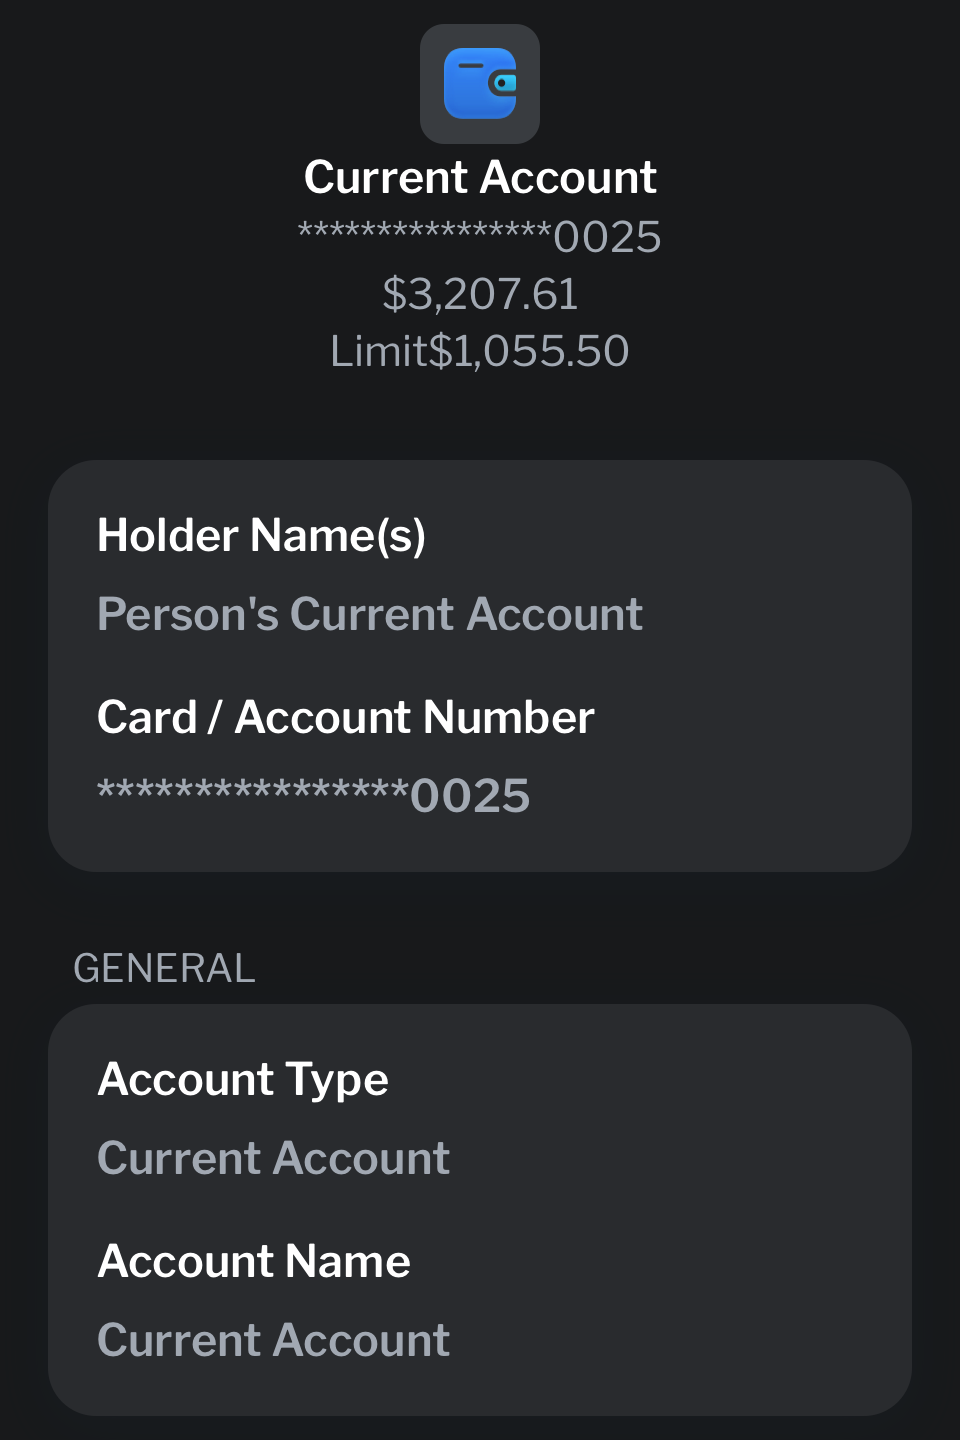 Current Account
****************0025
$3,207.61
Limit$1,055.50
Holder Name(s)
Person's Current Account
Card / Account Number
****************0025
GENERAL
Account Type
Current Account
Account Name
Current Account